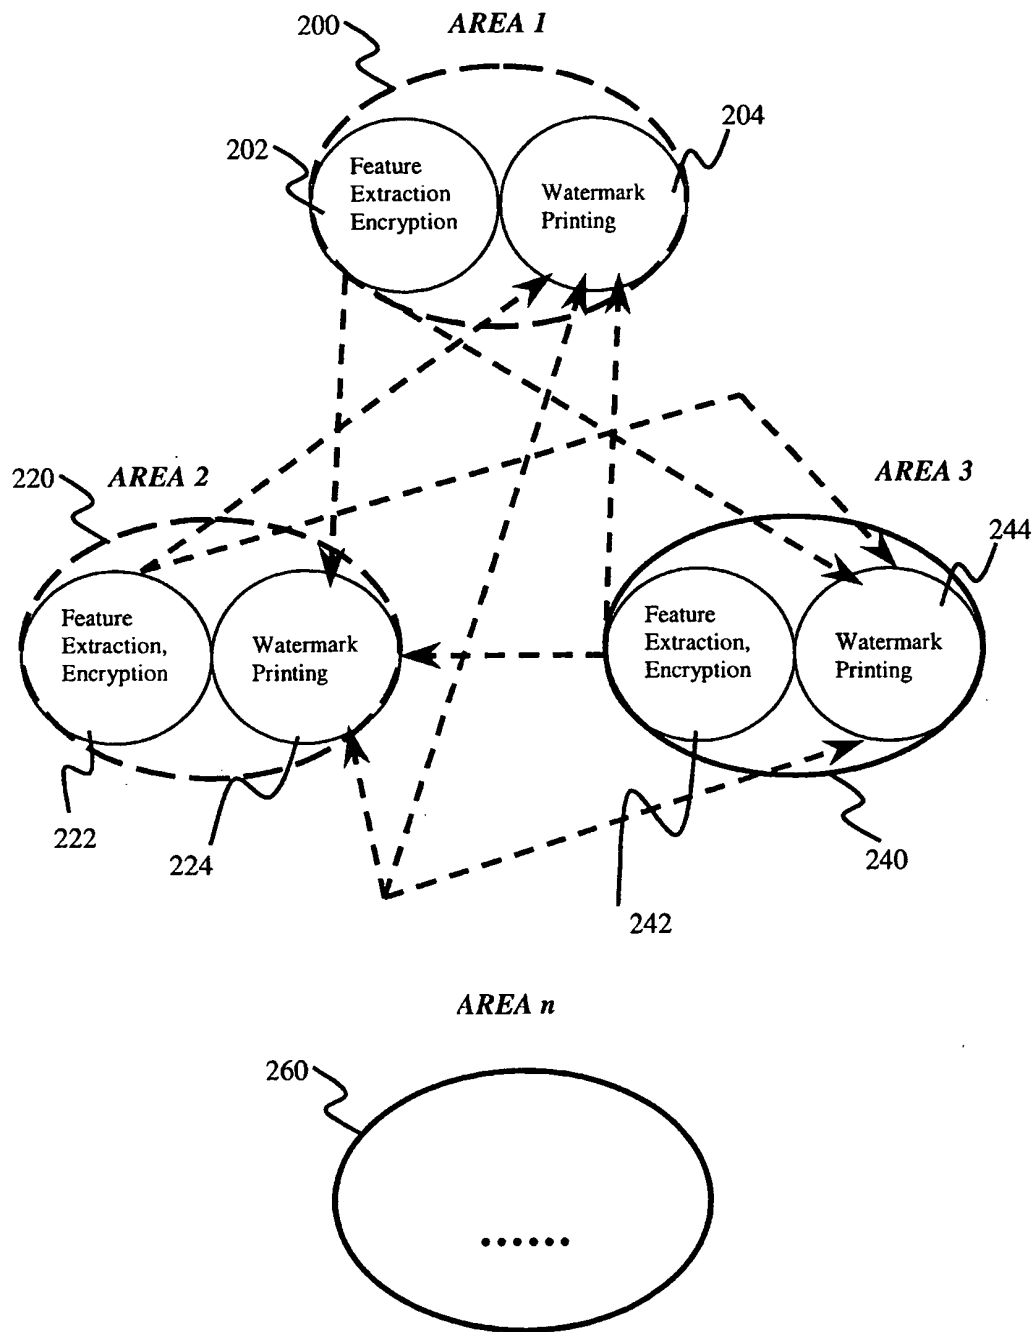 200
AREA 1
204
202
Feature
Extraction
Encryption
Watermark
Printing
220
AREA 2
AREA 3
244
Feature
Extraction,
Encryption
Watermark
Printing
Feature
Extraction,
Encryption
Watermark
Printing
222
224
242
240
AREA n
260
......